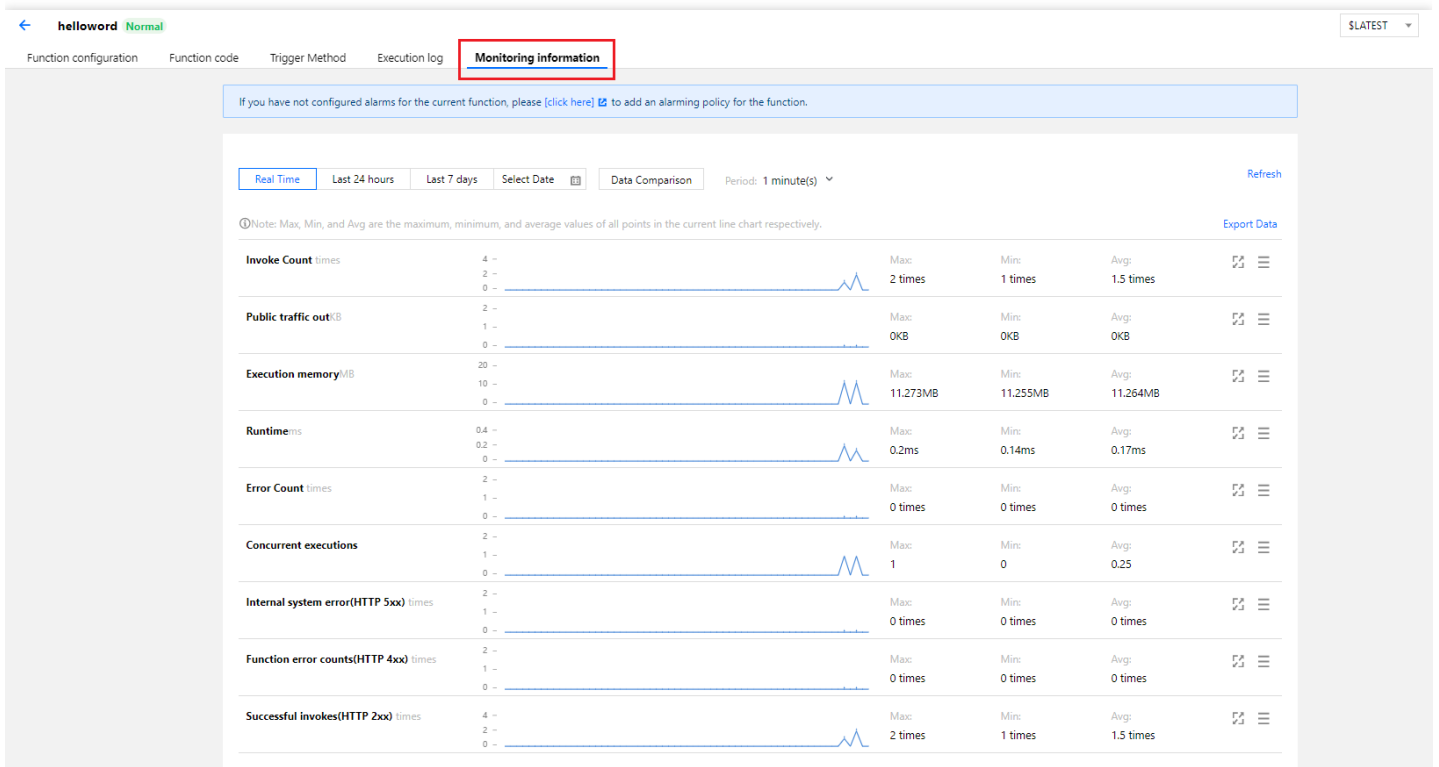 helloword Normal $LATEST
Function configuration Function code Trigger Method Execution log Monitoring information
If you have not configured alarms for the current function, please [click here] to add an alarming policy for the function.
Real Time Last 24 hours Last 7 days Select Date Data Comparison Period: 1 minute(s) Refresh
Note: Max, Min, and Avg are the maximum, minimum, and average values of all points in the current line chart respectively. Export Data
Invoke Count times 4 Max: Min: Avg:
2 2 times 1 times 1.5 times
0
Public traffic outKB 2 Max: Min: Avg:
1 0KB 0KB 0KB
0
Execution memoryMB 20 Max: Min: Avg:
10 11.273MB 11.255MB 11.264MB
0
Runtimems 0.4 Max: Min: Avg:
0.2 0.2ms 0.14ms 0.17ms
0
Error Count times 2 Max: Min: Avg:
1 0 times 0 times 0 times
0
Concurrent executions 2 Max: Min: Avg:
1 1 0 0.25
0
Internal system error(HTTP 5xx) times 2 Max: Min: Avg:
1 0 times 0 times 0 times
0
Function error counts(HTTP 4xx) times 2 Max: Min: Avg:
1 0 times 0 times 0 times
0
Successful invokes(HTTP 2xx) times 4 Max: Min: Avg:
2 2 times 1 times 1.5 times
0